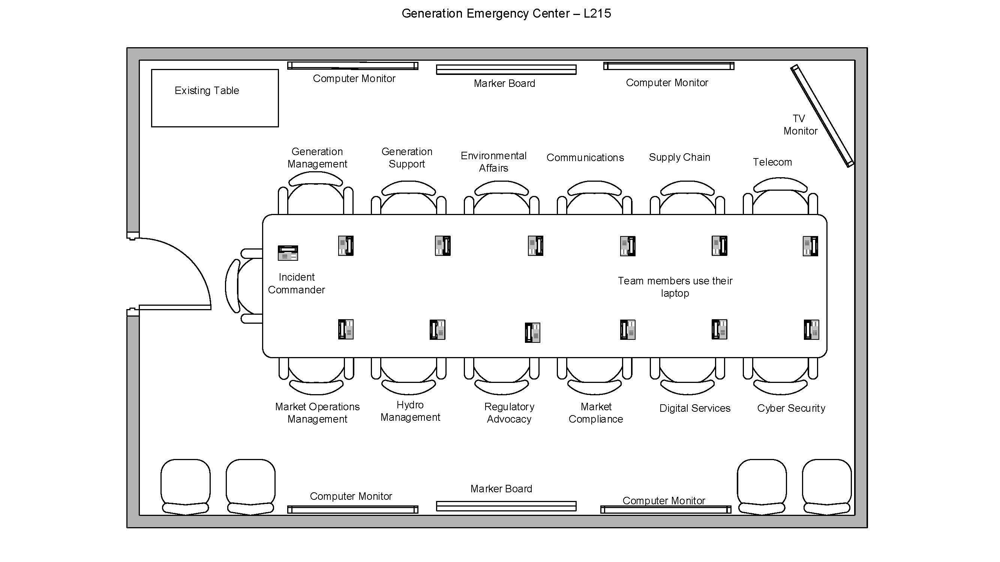 Generation Emergency Center – L215
Computer Monitor
Marker Board
Computer Monitor
Existing Table
TV
Monitor
Generation
Management
Generation
Support
Environmental
Affairs
Communications
Supply Chain
Telecom
Incident
Commander
Team members use their
laptop
Market Operations
Management
Hydro
Management
Regulatory
Advocacy
Market
Compliance
Digital Services
Cyber Security
Computer Monitor
Marker Board
Computer Monitor